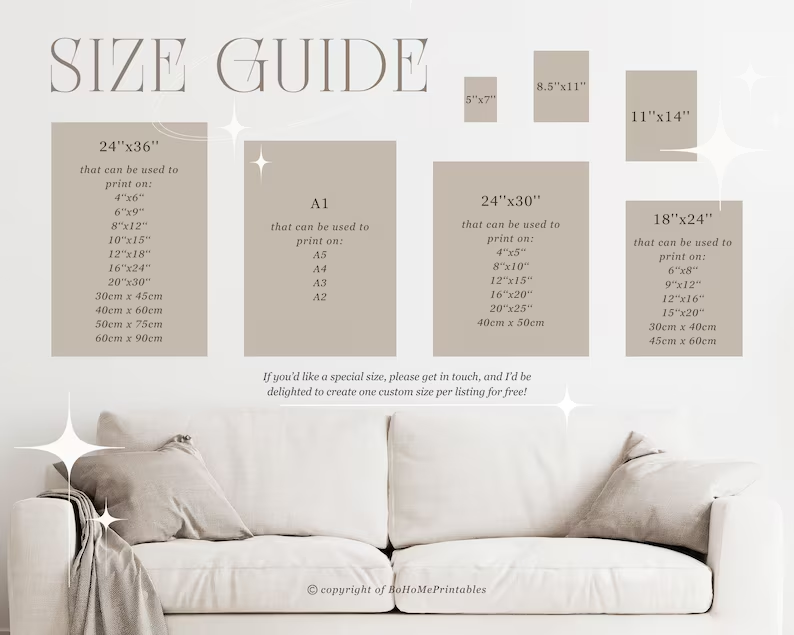 SIZE GUIDE
5''x7''
8.5''x11''
11''x14''
24''x36''
that can be used to
print on:
4“x6“
6“x9“
8“x12“
10“x15“
12“x18“
16“x24“
20“x30“
30cm x 45cm
40cm x 60cm
50cm x 75cm
60cm x 90cm
A1
that can be used to
print on:
A5
A4
A3
A2
24''x30''
that can be used to
print on:
4“x5“
8“x10“
12“x15“
16“x20“
20“x25“
40cm x 50cm
18''x24''
that can be used to
print on:
6“x8“
9“x12“
12“x16“
15“x20“
30cm x 40cm
45cm x 60cm
If you'd like a special size, please get in touch, and I'd be
delighted to create one custom size per listing for free!
© copyright of BoHoMePrintables